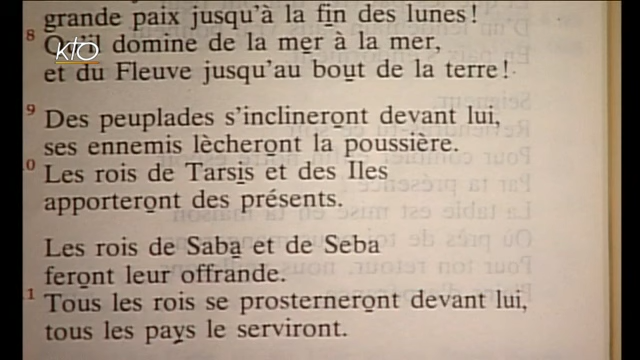 grande paix jusqu'à la fin des lunes !
8 Qu'il domine de la mer à la mer,
et du Fleuve jusqu'au bout de la terre !
9 Des peuplades s'inclineront devant lui,
ses ennemis lècheront la poussière.
0 Les rois de Tarsis et des Iles
apporteront des présents.
Les rois de Saba et de Seba
feront leur offrande.
1 Tous les rois se prosterneront devant lui,
tous les pays le serviront.
KTO